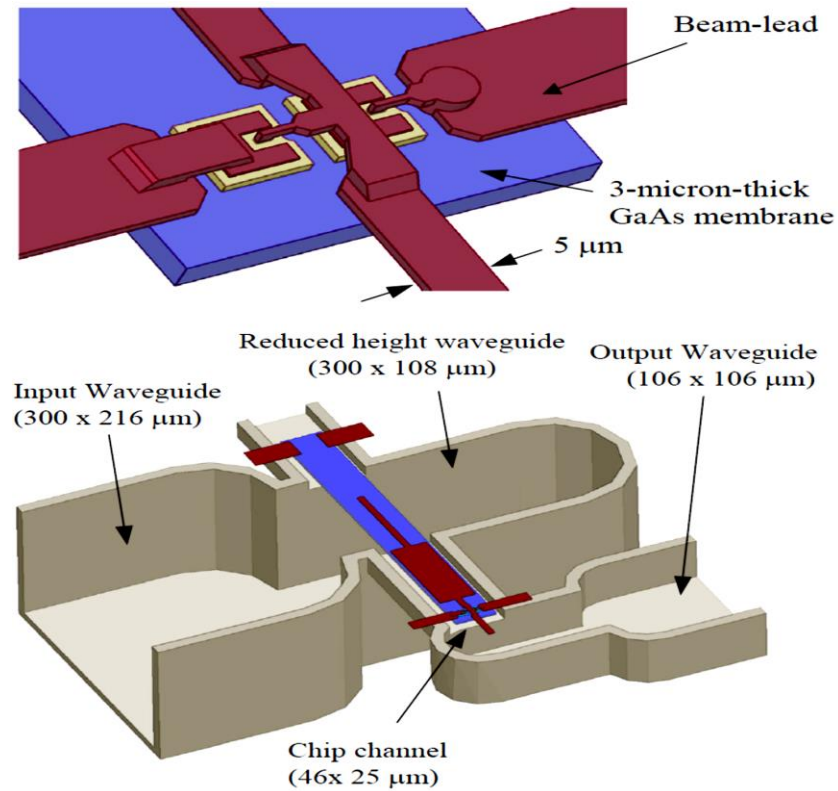 Beam-lead
3-micron-thick
GaAs membrane
5 μm
Reduced height waveguide
(300 x 108 μm)
Output Waveguide
(106 x 106 μm)
Input Waveguide
(300 x 216 μm)
Chip channel
(46x 25 μm)